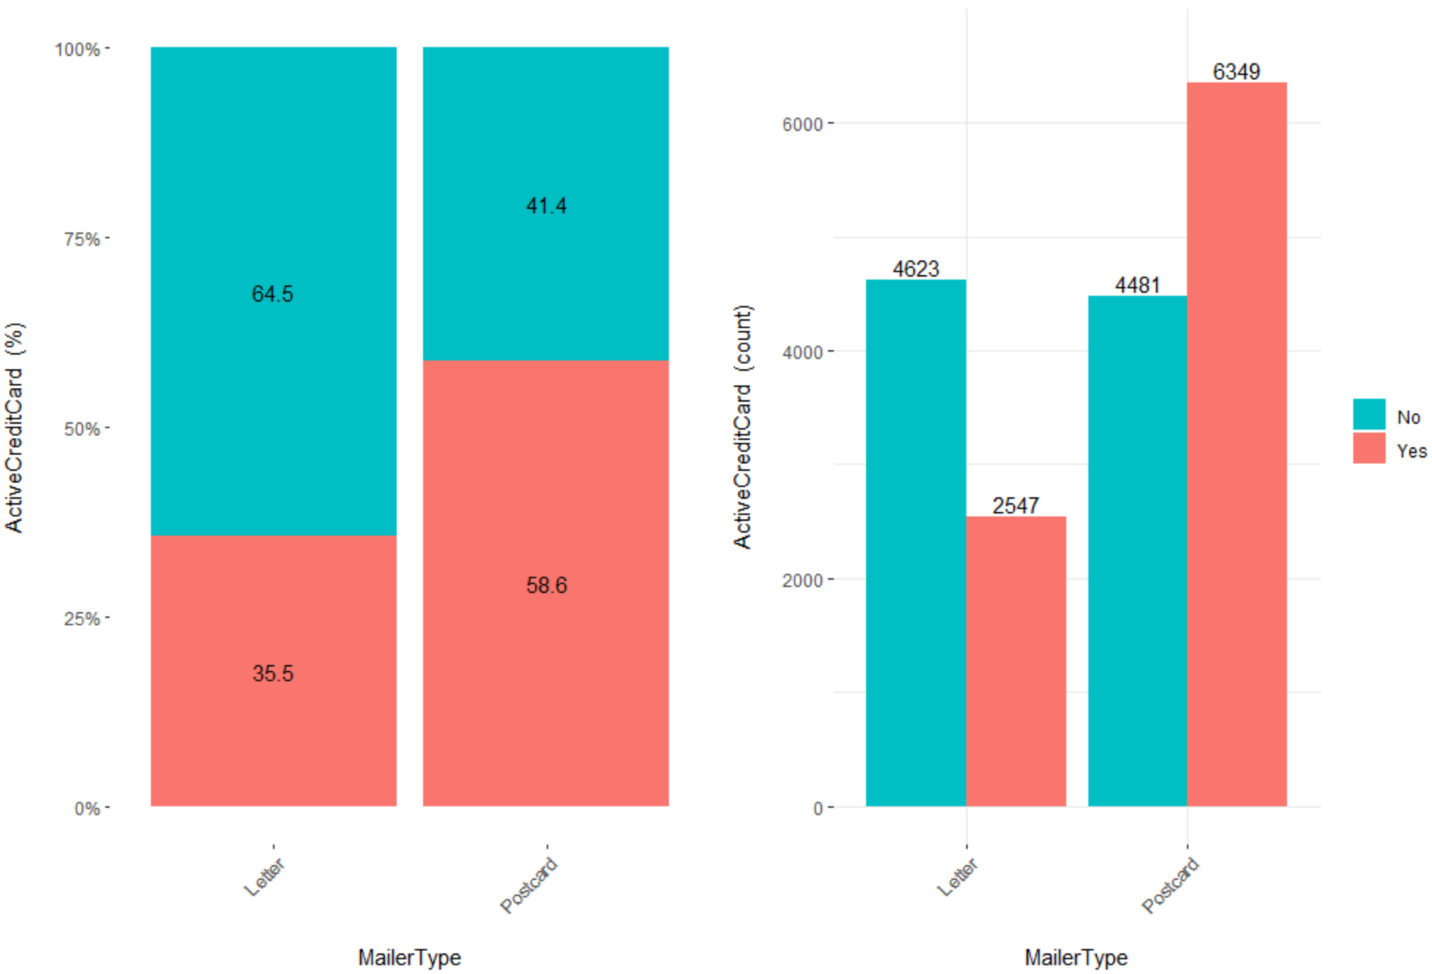 100%
75%
50%
25%
0%
ActiveCreditCard (%)
64.5
35.5
41.4
58.6
Letter
Postcard
MailerType
6000
4000
2000
0
ActiveCreditCard (count)
4623
2547
4481
6349
Letter
Postcard
MailerType
No
Yes